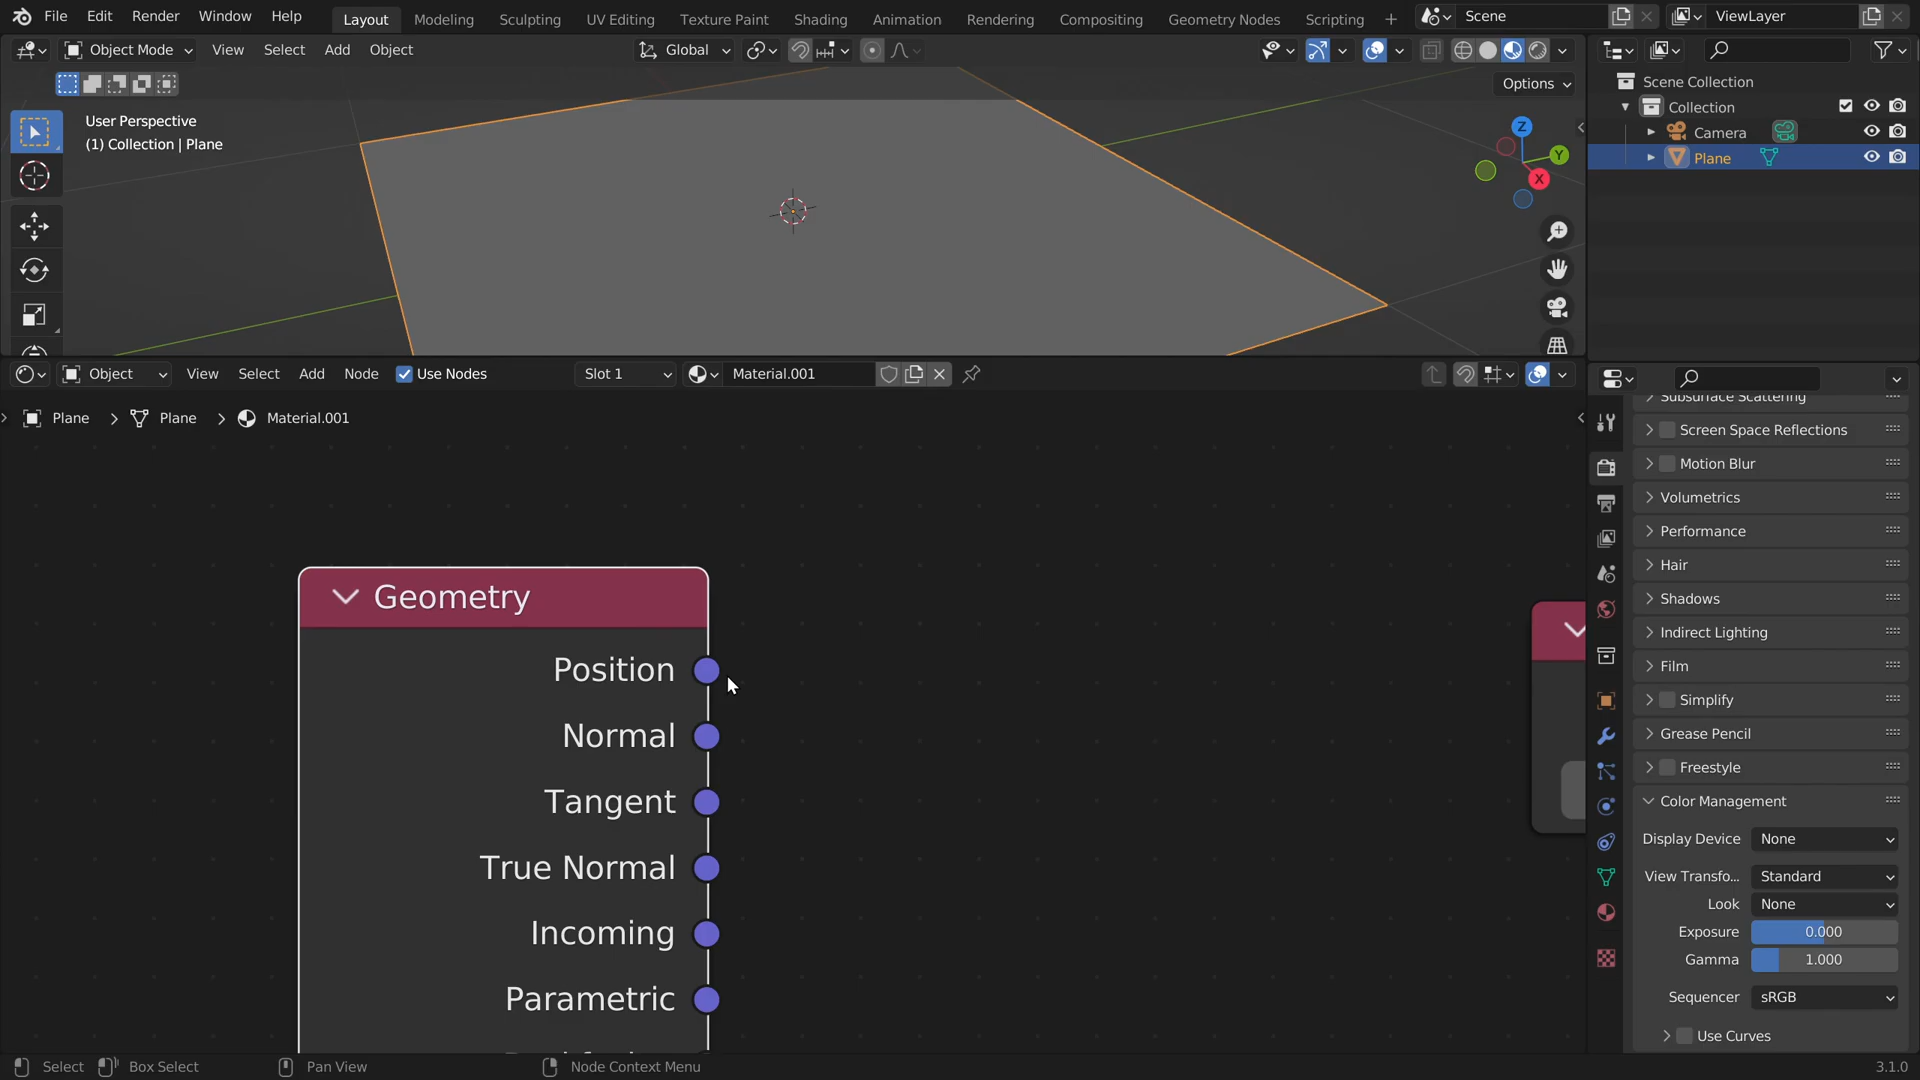 File Edit Render Window Help Layout Modeling Sculpting UV Editing Texture Paint Shading Animation Rendering Compositing Geometry Nodes Scripting + Scene ViewLayer
Object Mode View Select Add Object Global
Options
User Perspective
(1) Collection | Plane
Z
Y
X
Scene Collection
Collection
Camera
Plane
Object View Select Add Node Use Nodes Slot 1 Material.001
Plane > Plane > Material.001
Geometry
Position
Normal
Tangent
True Normal
Incoming
Parametric
Subsurface Scattering
Screen Space Reflections
Motion Blur
Volumetrics
Performance
Hair
Shadows
Indirect Lighting
Film
Simplify
Grease Pencil
Freestyle
Color Management
Display Device None
View Transfo... Standard
Look None
Exposure 0.000
Gamma 1.000
Sequencer sRGB
Use Curves
Select Box Select Pan View Node Context Menu 3.1.0